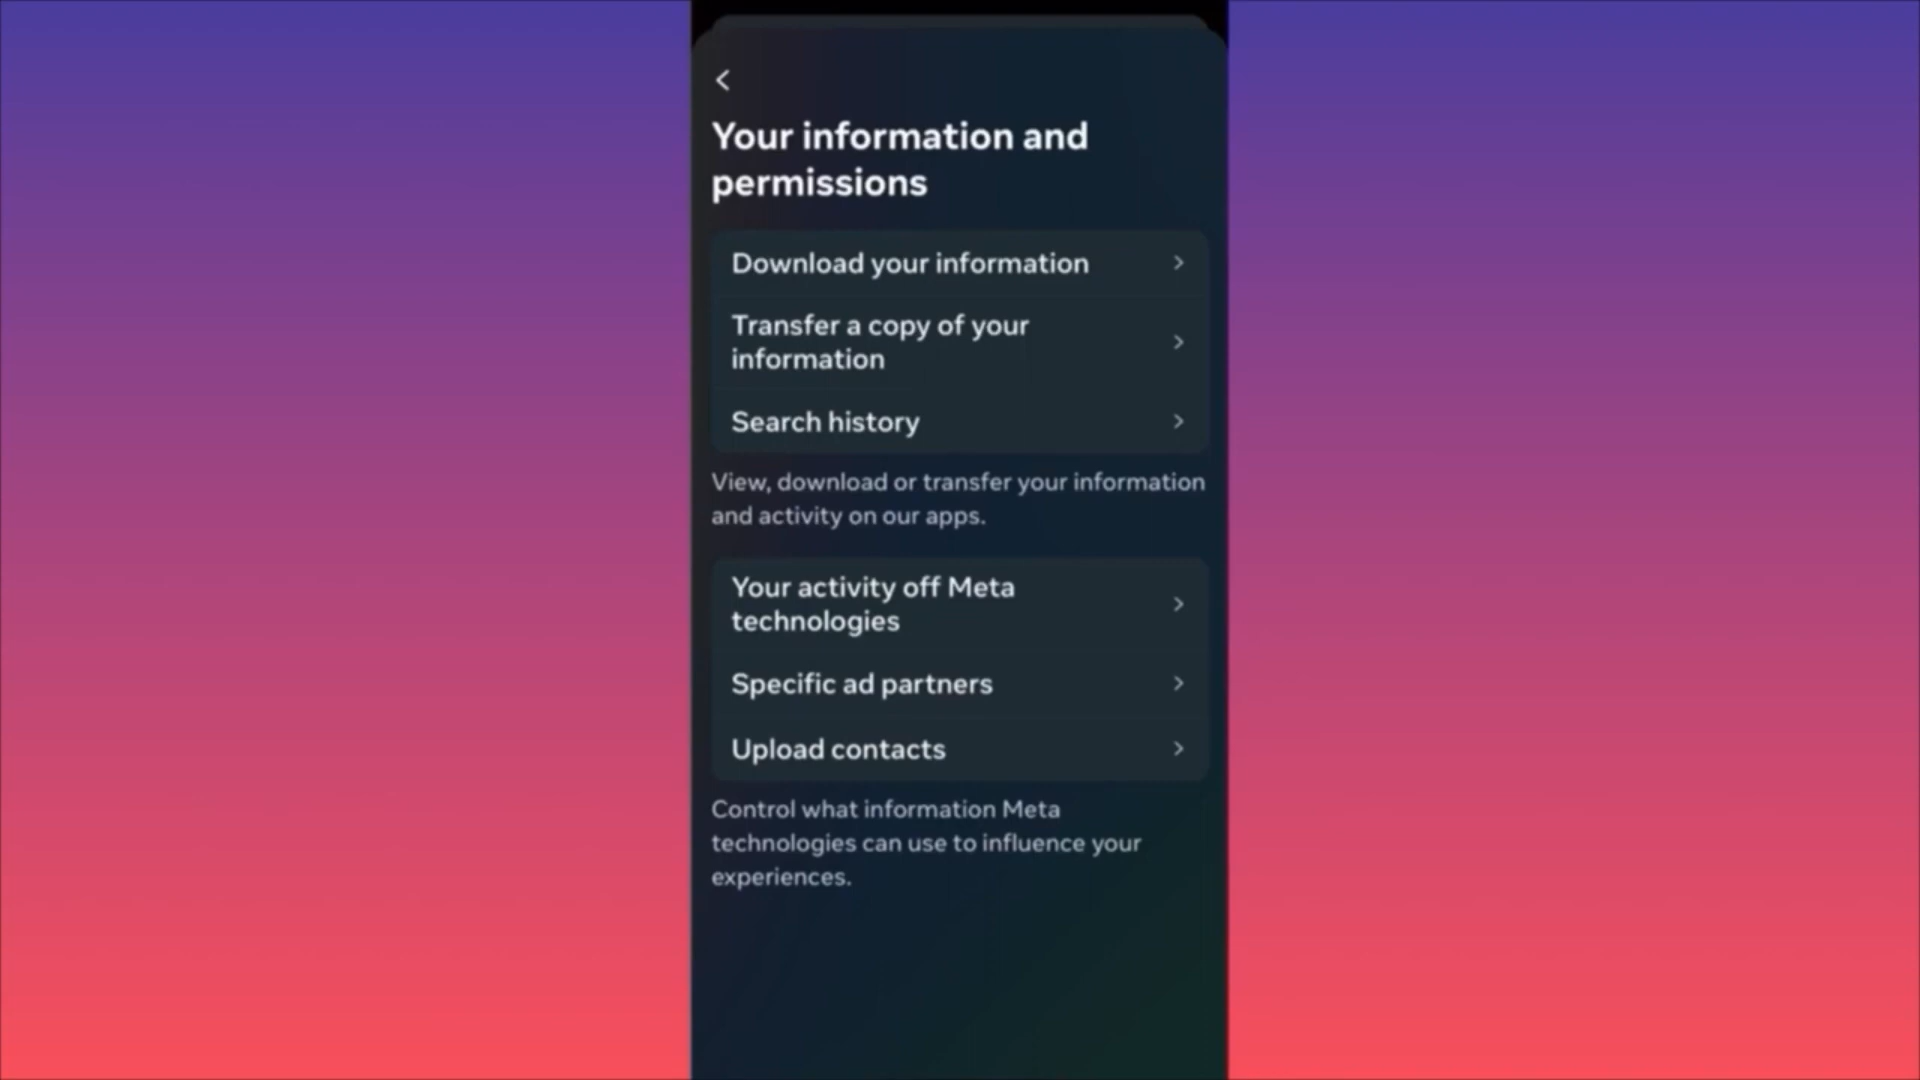 Your information and
permissions
Download your information
Transfer a copy of your
information
Search history
View, download or transfer your information
and activity on our apps.
Your activity off Meta
technologies
Specific ad partners
Upload contacts
Control what information Meta
technologies can use to influence your
experiences.